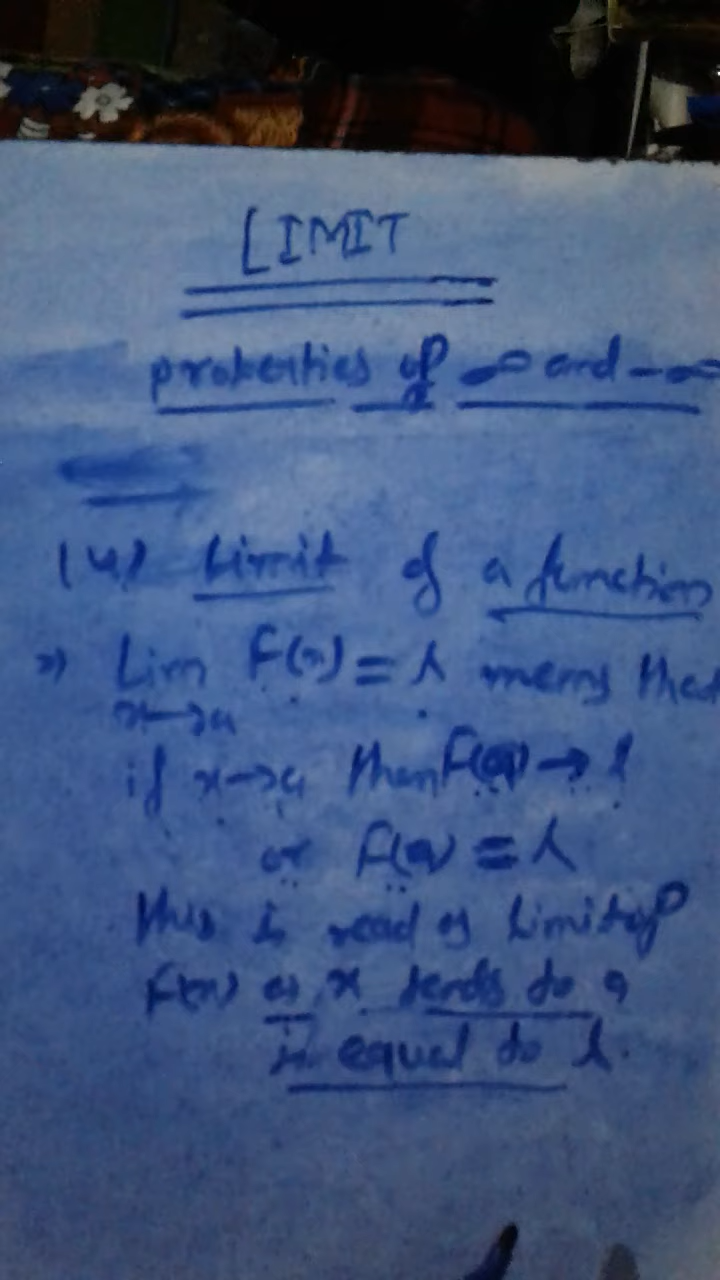 LIMIT
properties of ∞ and -∞
(4) Limit of a function
⇒ Lim F(x) = λ means that
x→a
if x→a then F(x) → l
or F(a) = λ
this is read as limit of
F(x) as x tends to a
is equal to λ.